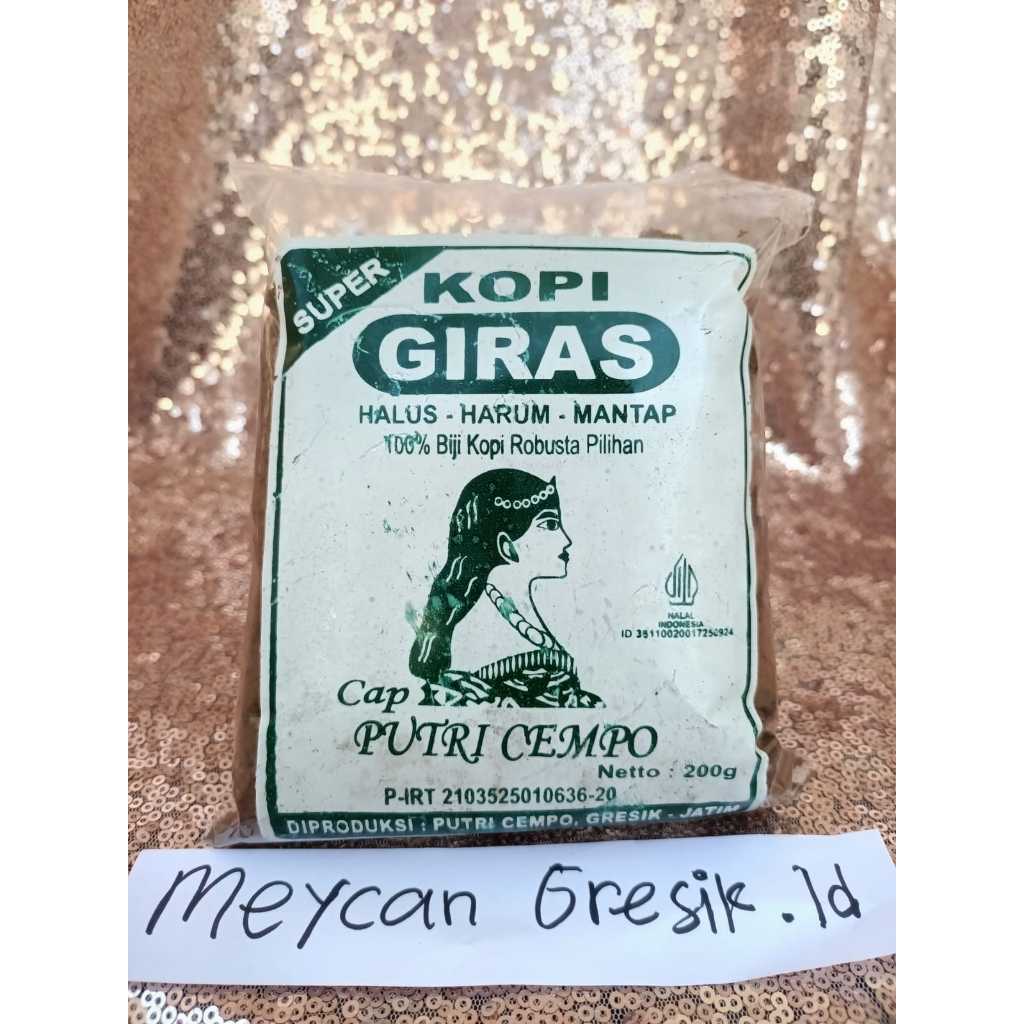 SUPER
KOPI
GIRAS
HALUS - HARUM - MANTAP
100% Biji Kopi Robusta Pilihan
HALAL
INDONESIA
ID 35110020017250924
Cap
PUTRI CEMPO
Netto : 200g
P-IRT 2103525010636-20
DIPRODUKSI : PUTRI CEMPO, GRESIK - JATIM
Meycan Gresik.Id